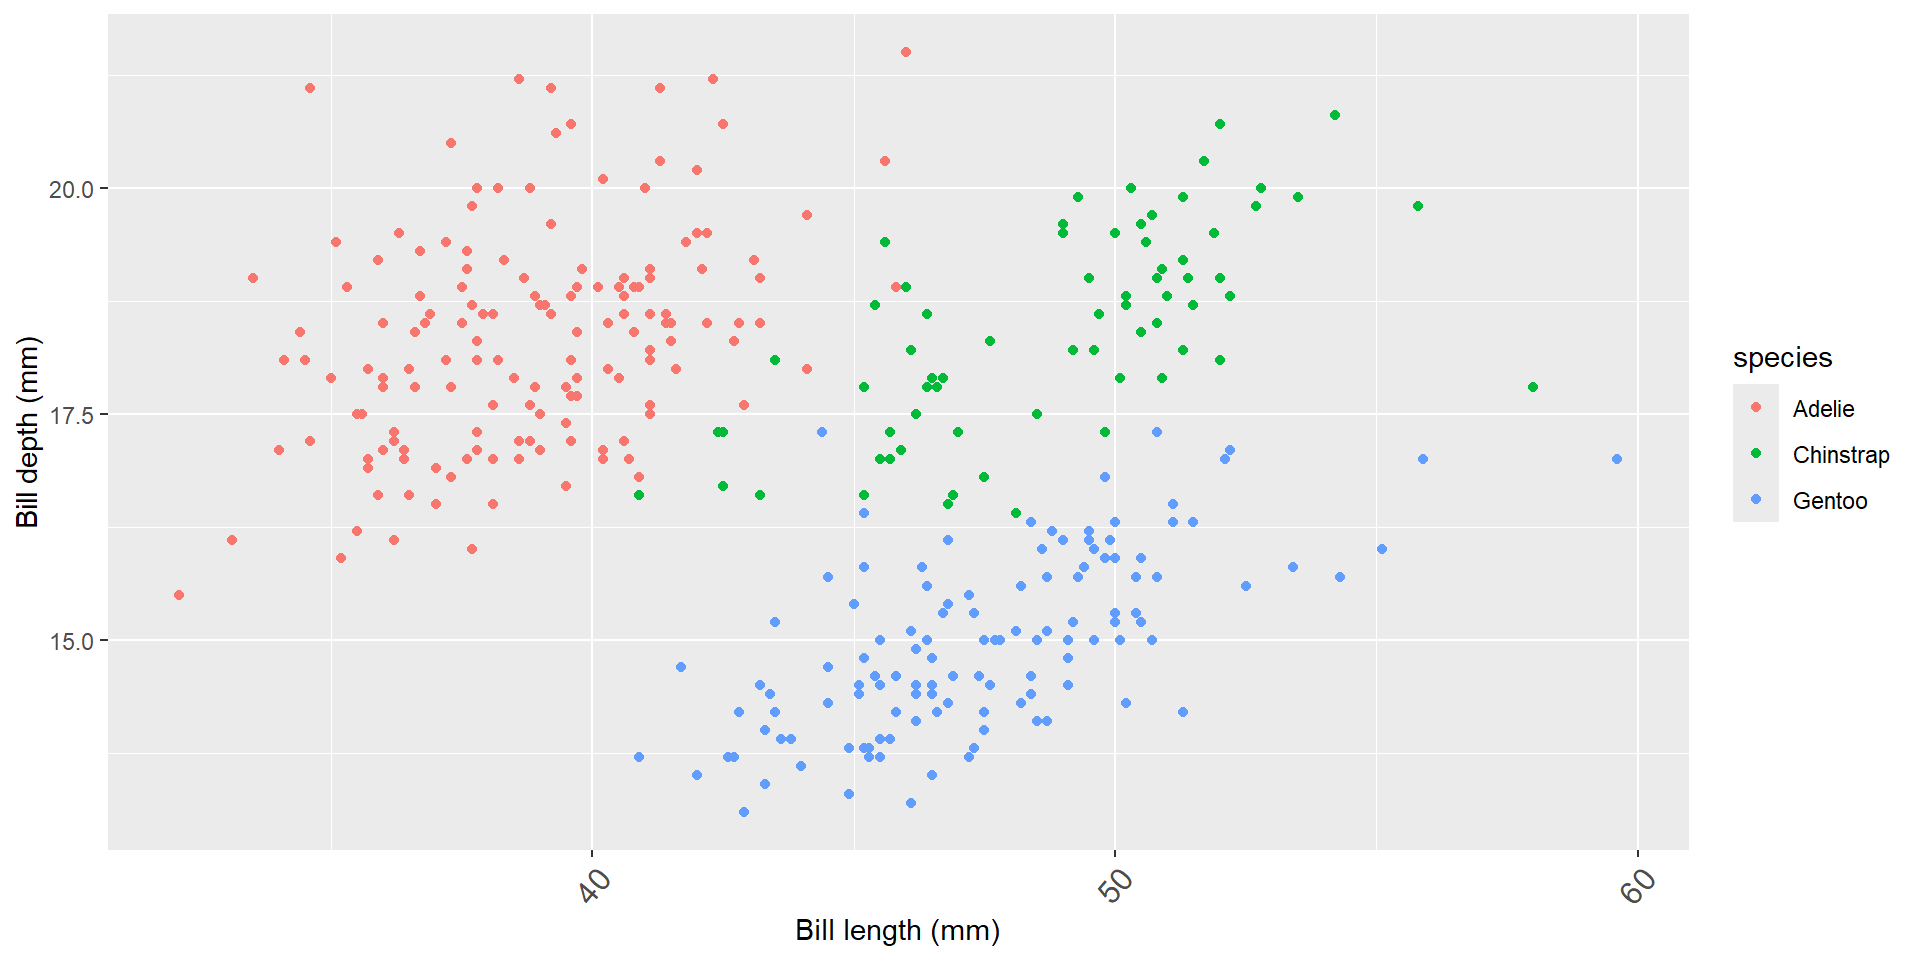 20.0
17.5
15.0
Bill depth (mm)
40
50
60
Bill length (mm)
species
Adelie
Chinstrap
Gentoo